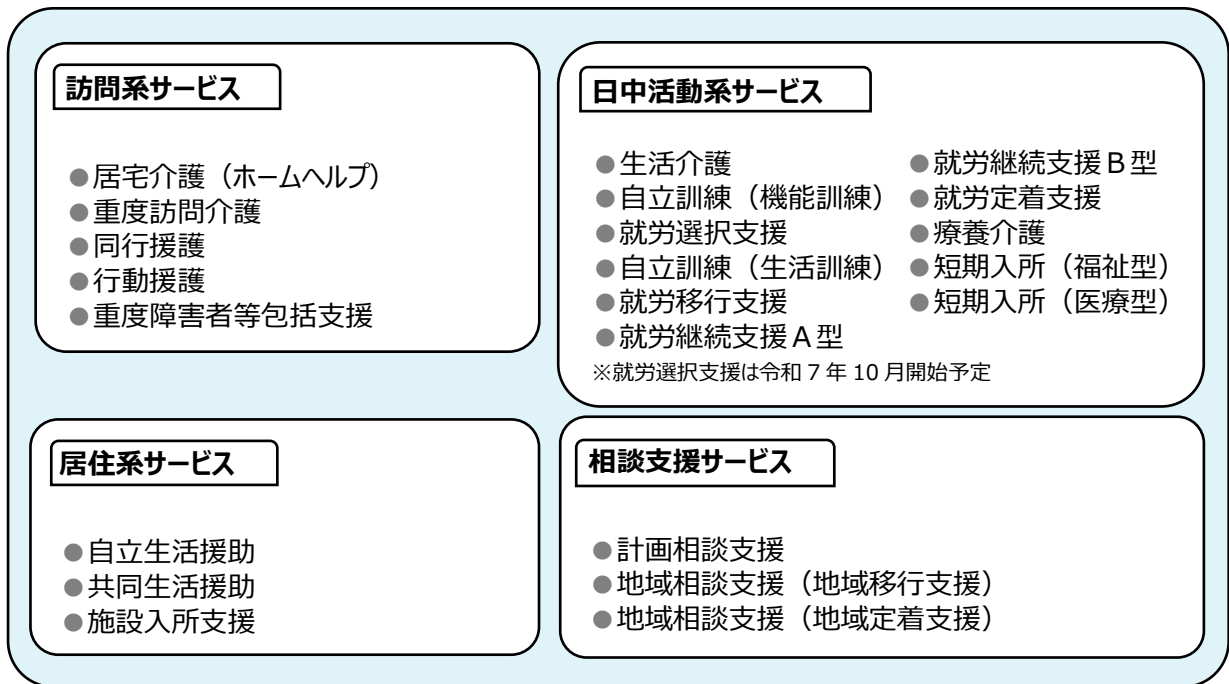 訪問系サービス
●居宅介護（ホームヘルプ）
●重度訪問介護
●同行援護
●行動援護
●重度障害者等包括支援
日中活動系サービス
●生活介護
●自立訓練（機能訓練）
●就労選択支援
●自立訓練（生活訓練）
●就労移行支援
●就労継続支援Ａ型
●就労継続支援Ｂ型
●就労定着支援
●療養介護
●短期入所（福祉型）
●短期入所（医療型）
※就労選択支援は令和 7 年 10 月開始予定
居住系サービス
●自立生活援助
●共同生活援助
●施設入所支援
相談支援サービス
●計画相談支援
●地域相談支援（地域移行支援）
●地域相談支援（地域定着支援）